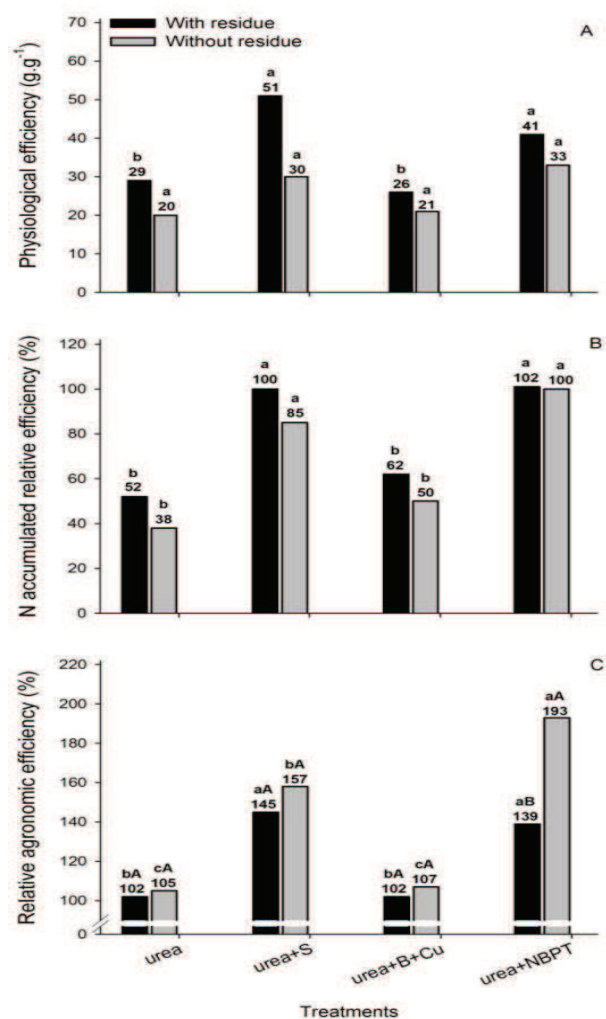 With residue
Without residue
A
Physiological efficiency (g.g⁻¹)
70
60
50
40
30
20
10
0
b
29
a
20
a
51
a
30
b
26
a
21
a
41
a
33
B
N accumulated relative efficiency (%)
120
100
80
60
40
20
0
b
52
b
38
a
100
a
85
b
62
b
50
a
102
a
100
C
Relative agronomic efficiency (%)
220
200
180
160
140
120
100
0
bA
102
cA
105
aA
145
bA
157
bA
102
cA
107
aB
139
aA
193
urea
urea+S
urea+B+Cu
urea+NBPT
Treatments